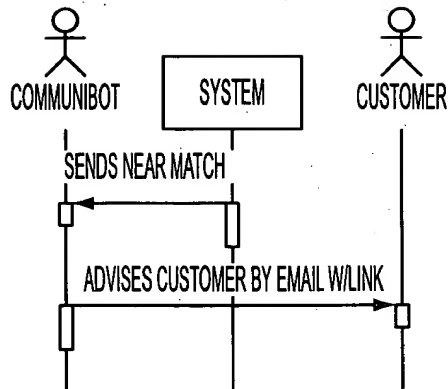 COMMUNIBOT
SYSTEM
CUSTOMER
SENDS NEAR MATCH
ADVISES CUSTOMER BY EMAIL W/LINK